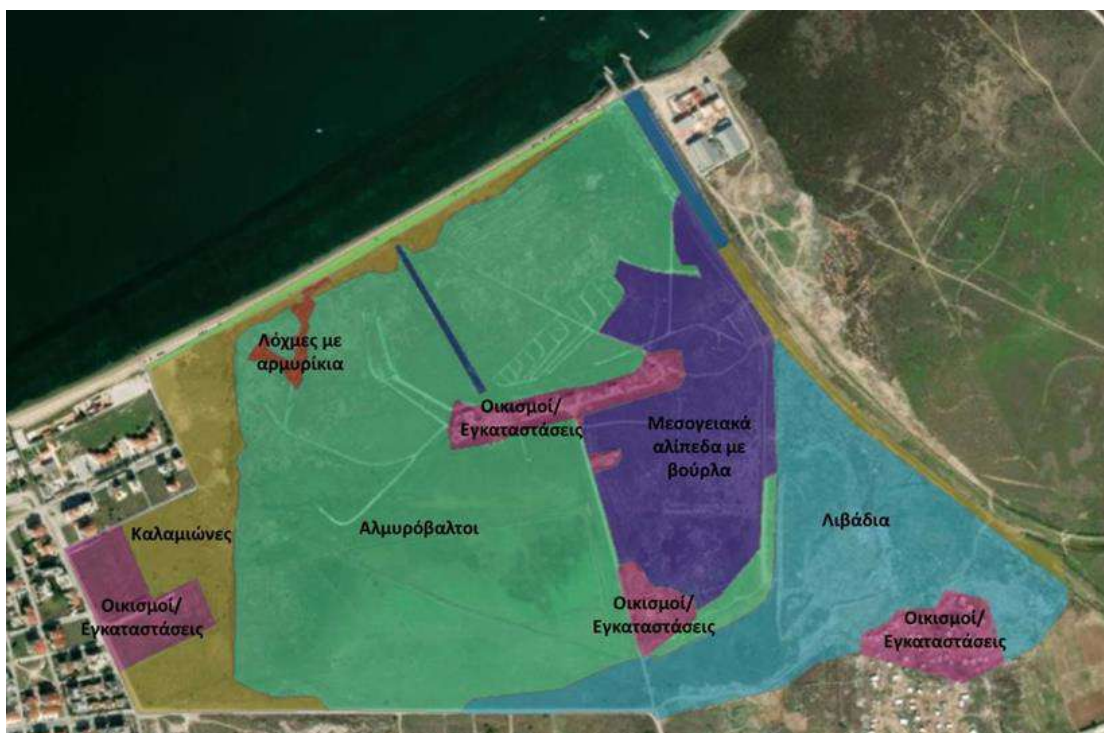 Λόχμες με
αρμυρίκια
Οικισμοί/
Εγκαταστάσεις
Μεσογειακά
αλίπεδα με
βούρλα
Καλαμιώνες
Αλμυρόβαλτοι
Λιβάδια
Οικισμοί/
Εγκαταστάσεις
Οικισμοί/
Εγκαταστάσεις
Οικισμοί/
Εγκαταστάσεις